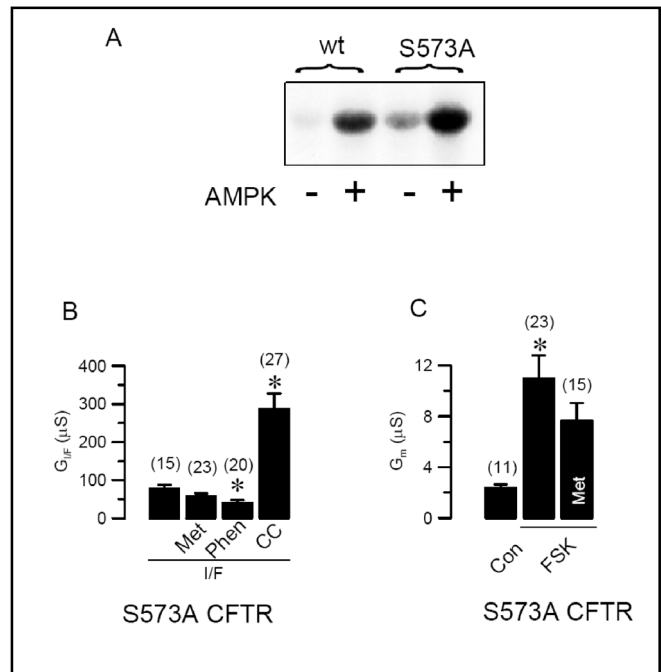 A
wt S573A
AMPK - + - +
B
G I/F (μS)
400
300
200
100
0
(15) (23) (20) (27)
* *
Met Phen CC
I/F
S573A CFTR
C
Gm (μS)
12
8
4
0
(11) (23) (15)
*
Met
Con FSK
S573A CFTR